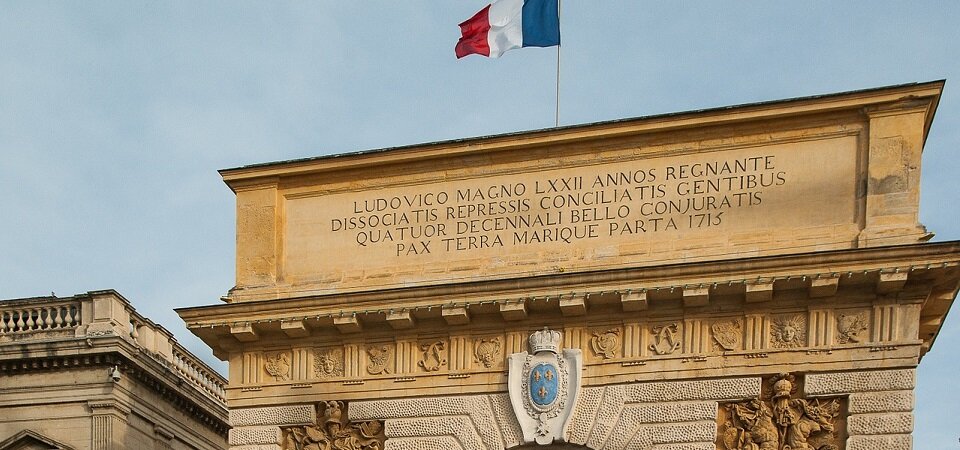 LUDOVICO MAGNO LXXII ANNOS REGNANTE
DISSOCIATIS REPRESSIS CONCILIATIS GENTIBUS
QUATUOR DECENNALI BELLO CONJURATIS
PAX TERRA MARIQUE PARTA 1715